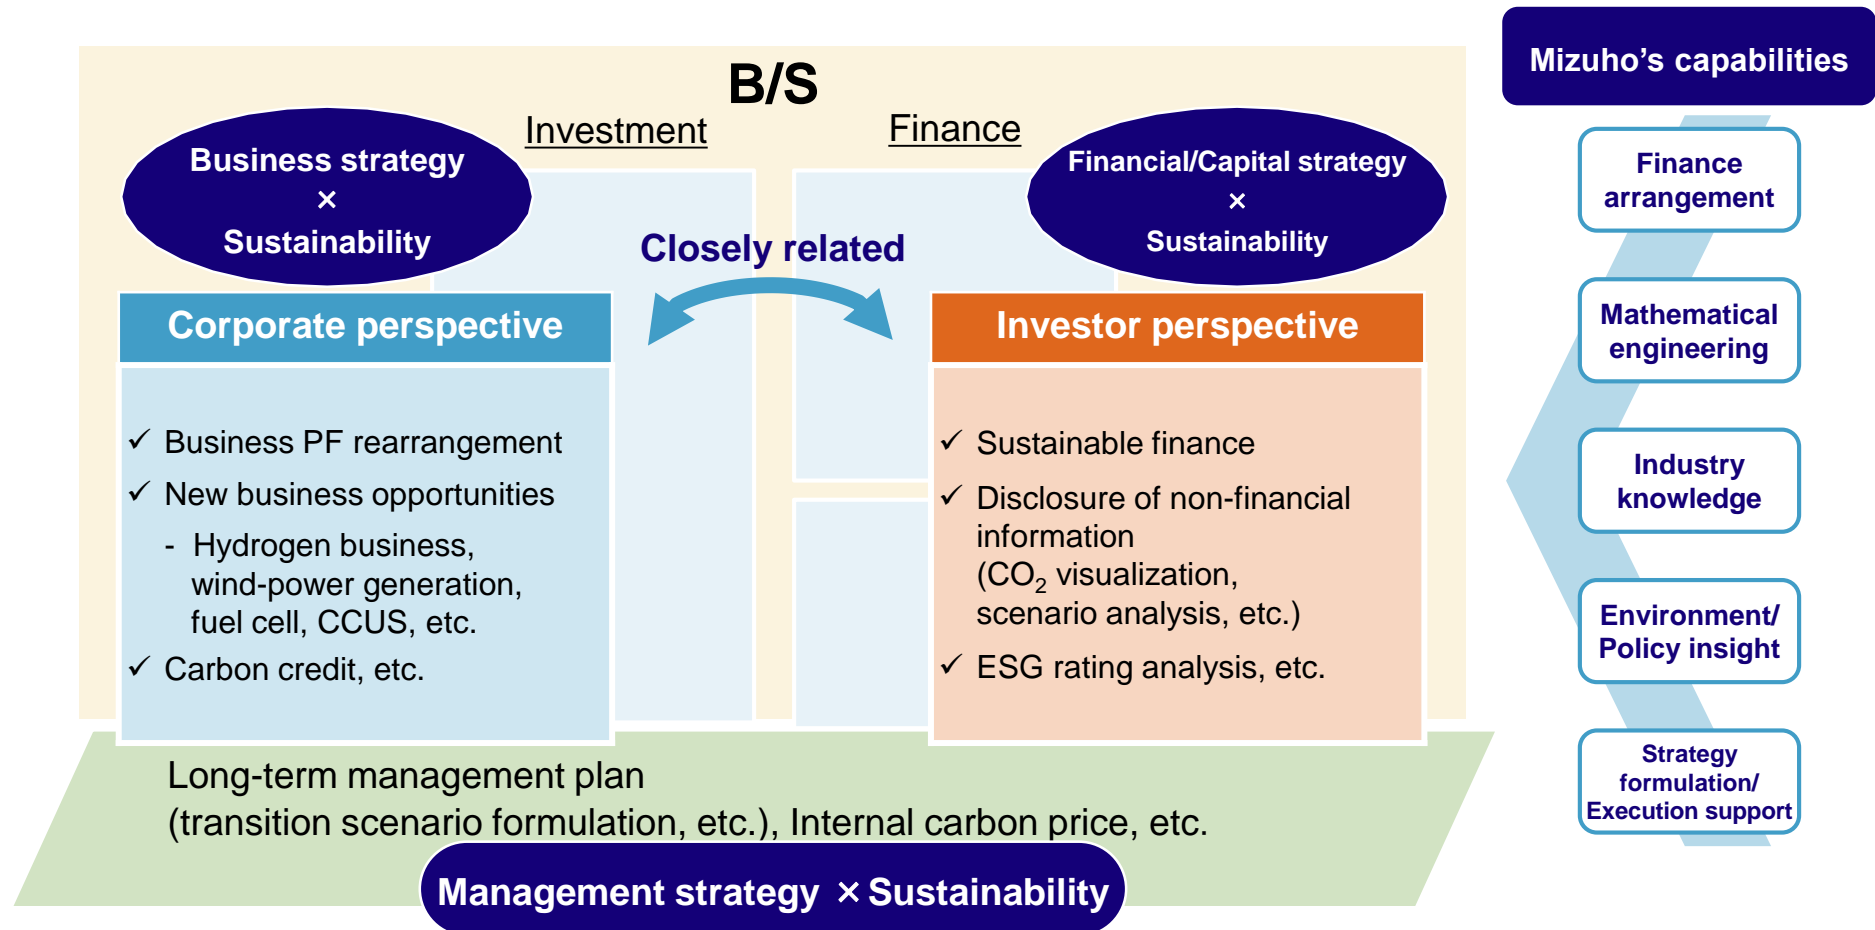 B/S
Investment
Finance
Business strategy
×
Sustainability
Financial/Capital strategy
×
Sustainability
Closely related
Corporate perspective
✓ Business PF rearrangement
✓ New business opportunities
- Hydrogen business,
wind-power generation,
fuel cell, CCUS, etc.
✓ Carbon credit, etc.
Investor perspective
✓ Sustainable finance
✓ Disclosure of non-financial
information
(CO₂ visualization,
scenario analysis, etc.)
✓ ESG rating analysis, etc.
Long-term management plan
(transition scenario formulation, etc.), Internal carbon price, etc.
Management strategy × Sustainability
Mizuho’s capabilities
Finance
arrangement
Mathematical
engineering
Industry
knowledge
Environment/
Policy insight
Strategy
formulation/
Execution support